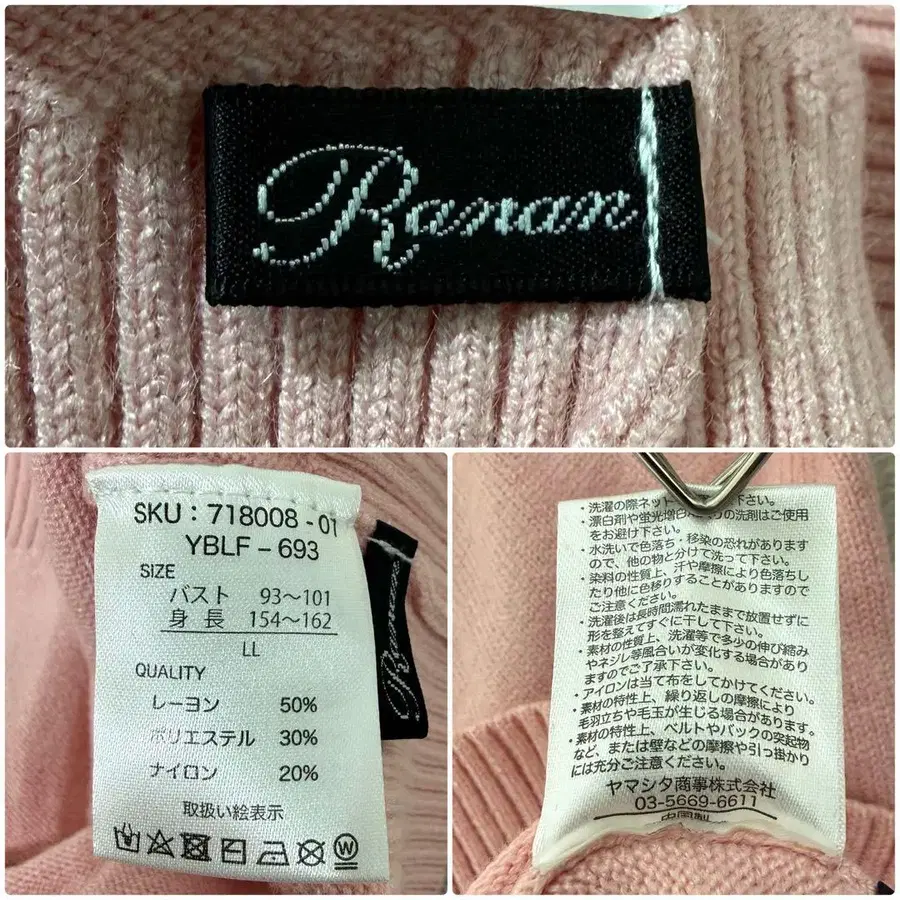 Ranan
SKU : 718008 - 01
YBLF - 693
SIZE
バスト 93～101
身 長 154～162
LL
QUALITY
レーヨン 50%
ポリエステル 30%
ナイロン 20%
取扱い絵表示
W
・洗濯の際ネット
下さい。
・漂白剤や蛍光増白
の洗剤はご使用
をお避け下さい。
・水洗いで色落ち・移染の恐れがあります
ので、他の物と分けて洗って下さい。
・染料の性質上、汗や摩擦により色落ちし
たり他に色移りすることがありますので
ご注意ください。
・洗濯後は長時間濡れたままで放置せずに
形を整えてすぐに干して下さい。
・素材の性質上、洗濯等で多少の伸び縮み
やネジレ等風合いが変化する場合があり
ますのでご了承下さい。
・アイロンは当て布をしてかけてください。
・素材の特性上、繰り返しの摩擦により
毛羽立ちや毛玉が生じる場合があります。
・素材の特性上、ベルトやバックの突起物
など、または壁などの摩擦や引っ掛かり
には充分ご注意ください。
ヤマシタ商事株式会社
03-5669-6611
中国製